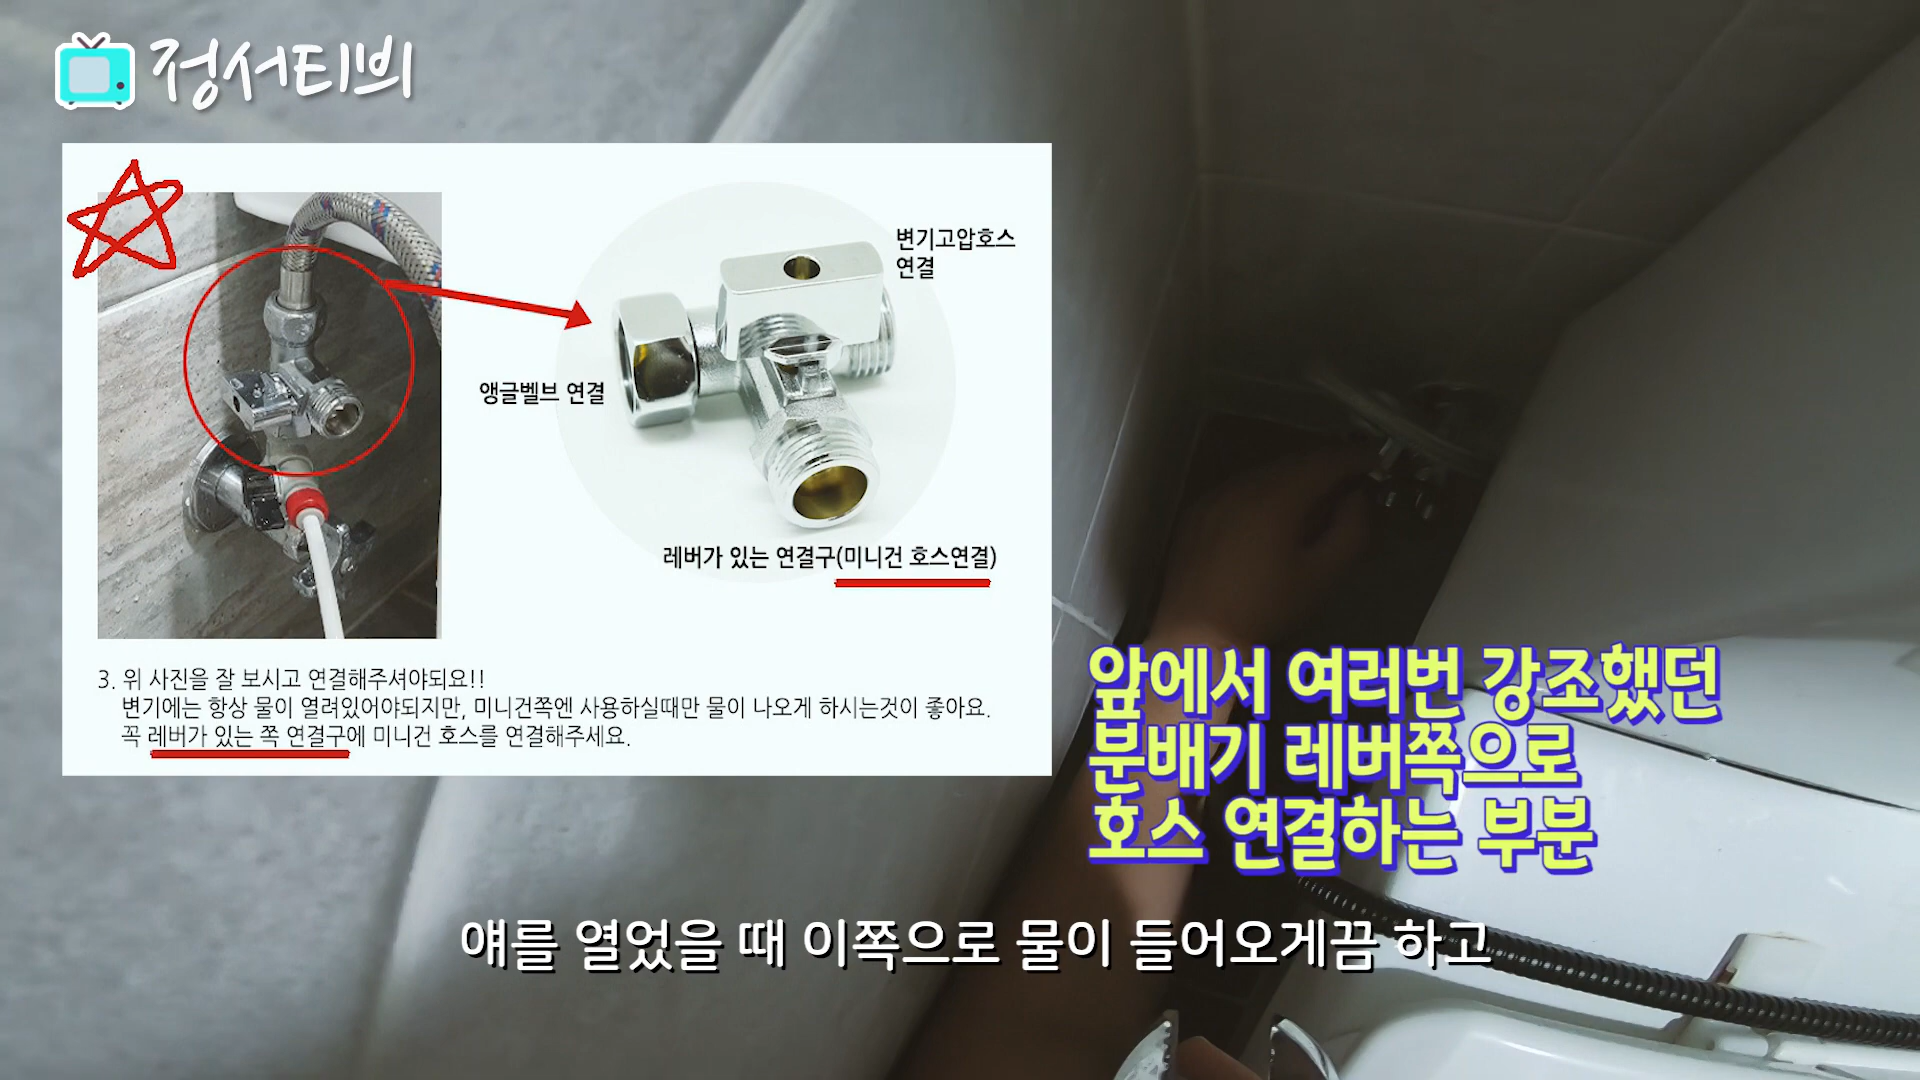 정서티븨
변기고압호스
연결
앵글벨브 연결
레버가 있는 연결구(미니건 호스연결)
3. 위 사진을 잘 보시고 연결해주셔야되요!!
변기에는 항상 물이 열려있어야되지만, 미니건쪽엔 사용하실때만 물이 나오게 하시는것이 좋아요.
꼭 레버가 있는 쪽 연결구에 미니건 호스를 연결해주세요.
앞에서 여러번 강조했던
분배기 레버쪽으로
호스 연결하는 부분
얘를 열었을 때 이쪽으로 물이 들어오게끔 하고